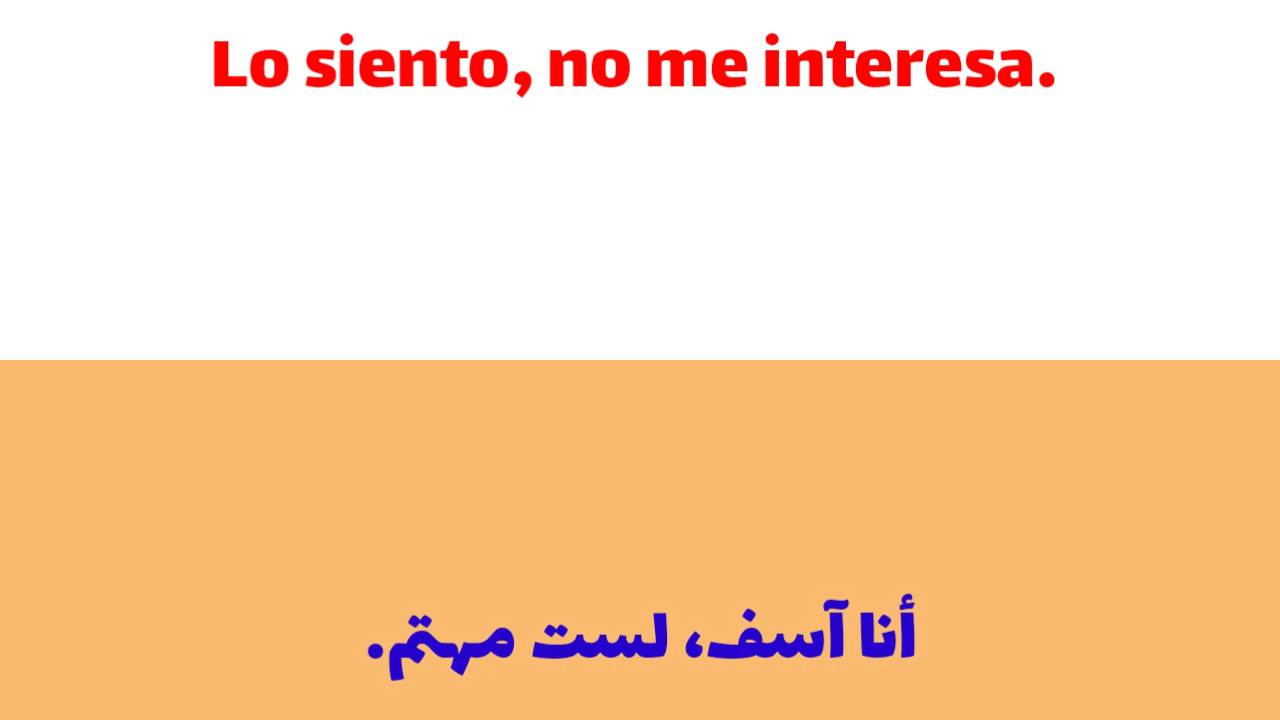 Lo siento, no me interesa.
أنا آسف، لست مهتم.